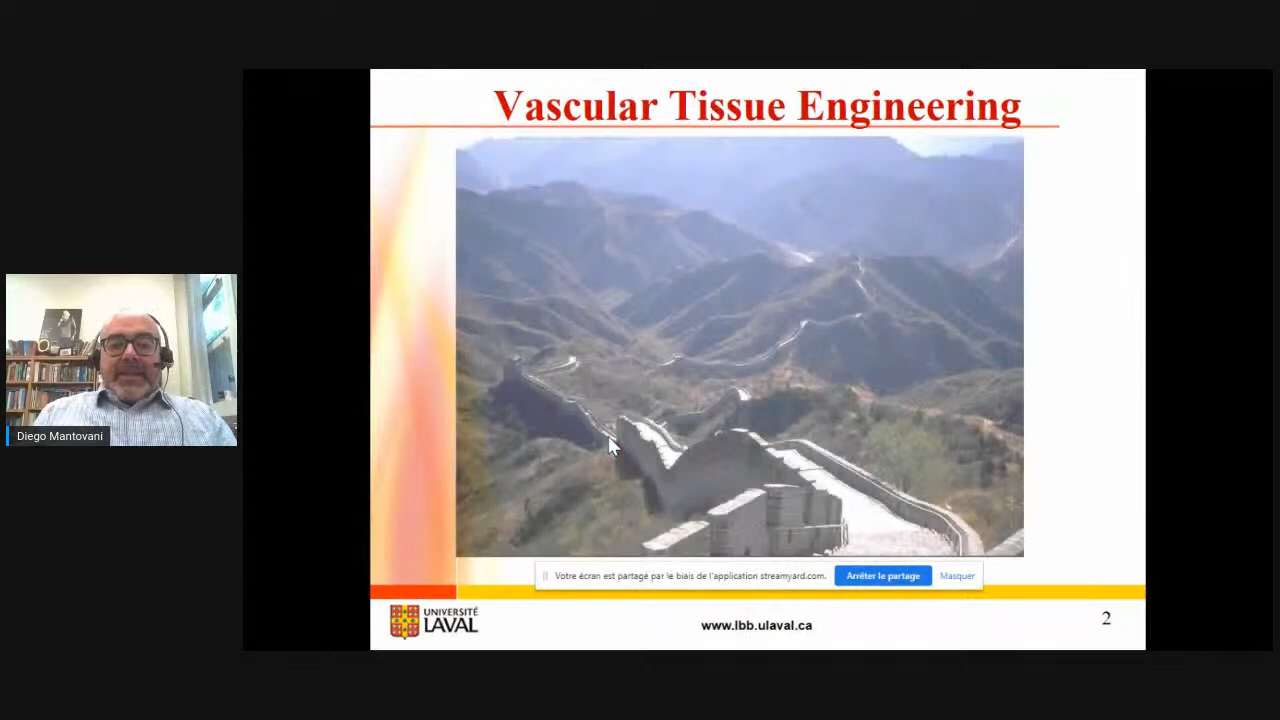 Vascular Tissue Engineering
Diego Mantovani
Votre écran est partagé par le biais de l'application streamyard.com.
Arrêter le partage
Masquer
UNIVERSITÉ
LAVAL
www.lbb.ulaval.ca
2